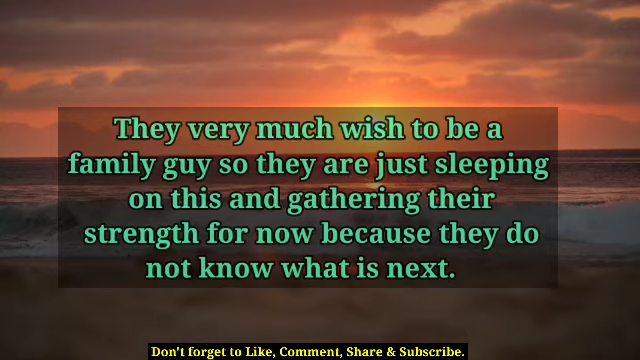 They very much wish to be a
family guy so they are just sleeping
on this and gathering their
strength for now because they do
not know what is next.
Don't forget to Like, Comment, Share & Subscribe.